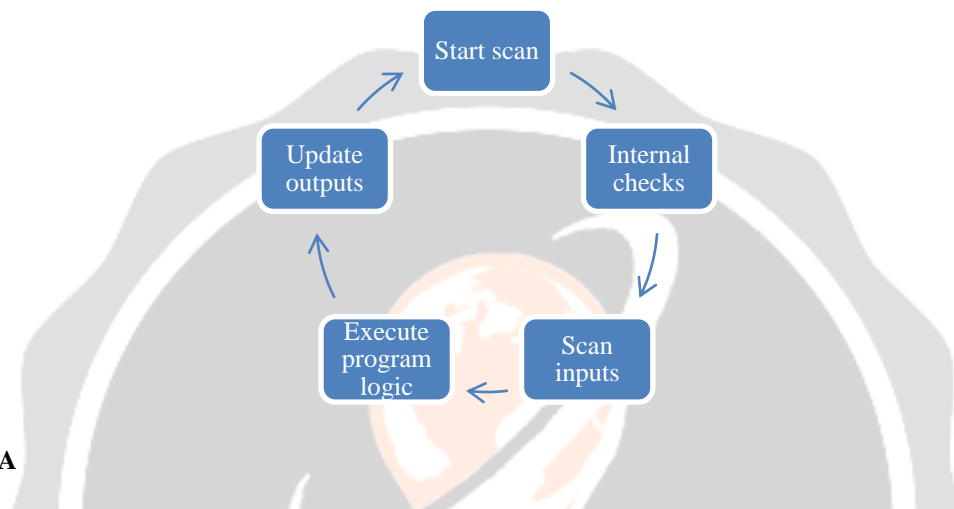 Start scan
Internal
checks
Scan
inputs
Execute
program
logic
Update
outputs
A